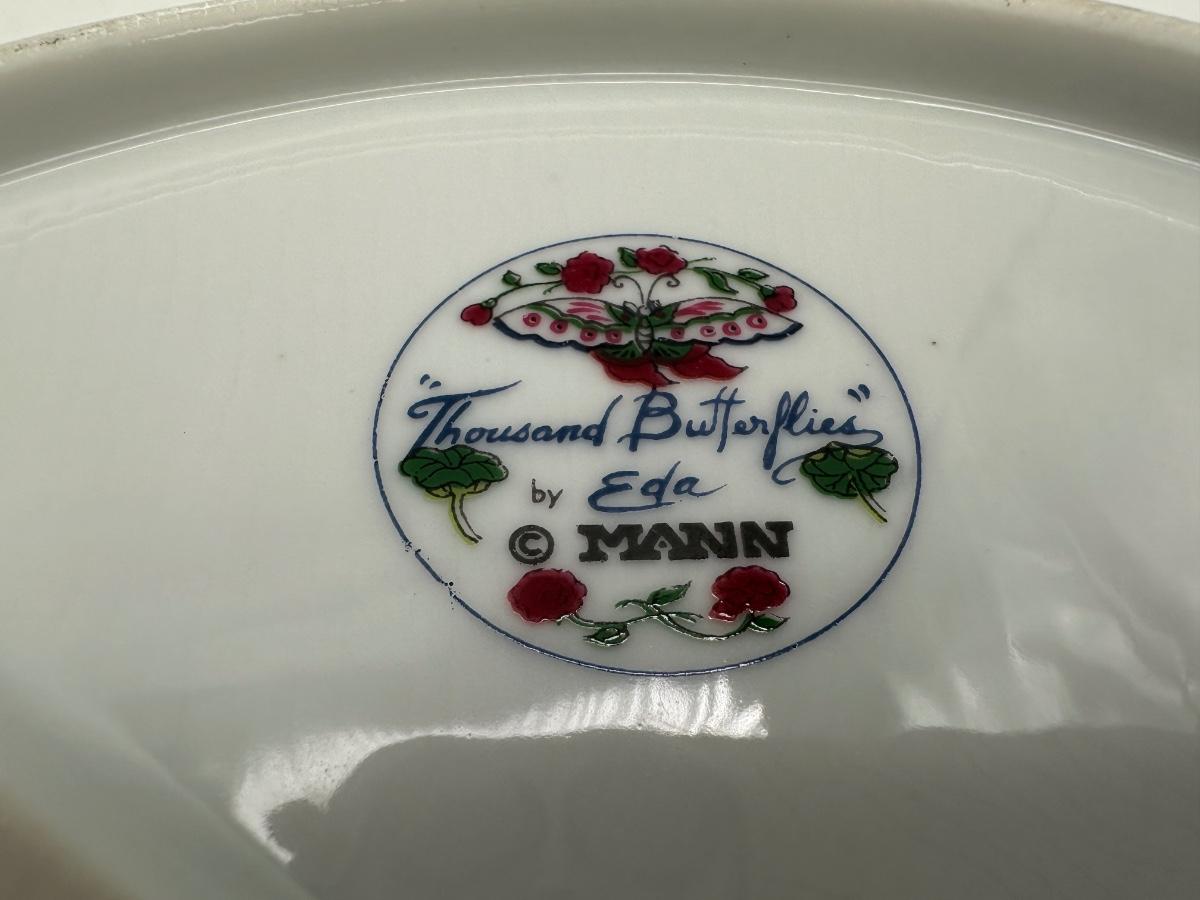 "Thousand Butterflies"
by Eda
© MANN